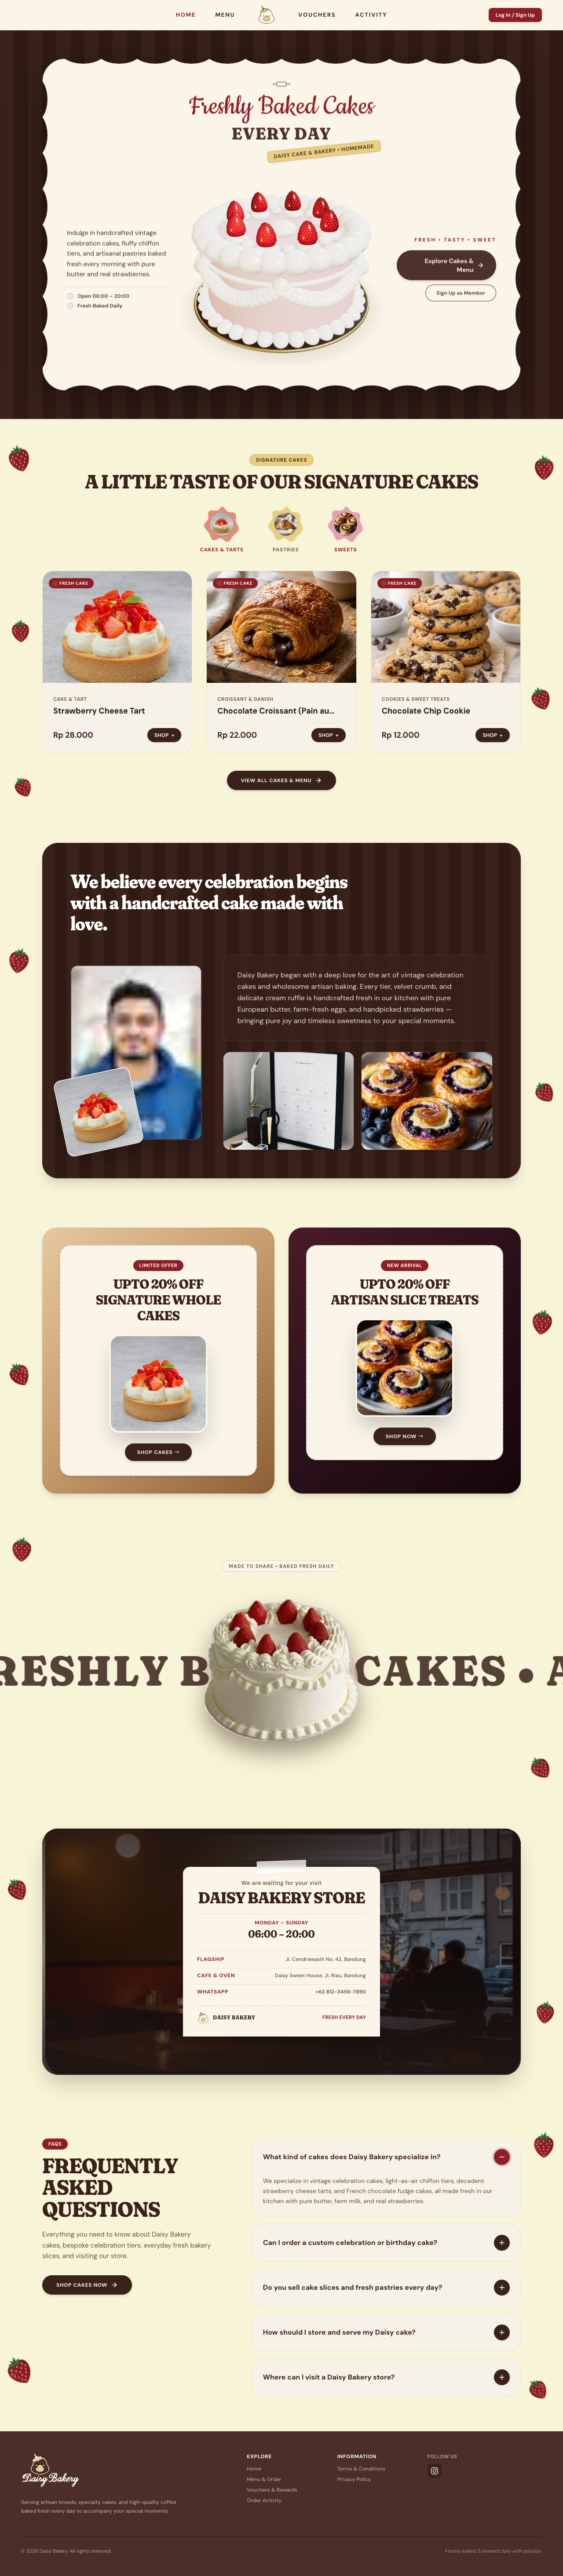 HOME
MENU
VOUCHERS
ACTIVITY
Log In / Sign Up
Freshly Baked Cakes
EVERY DAY
DAISY CAKE & BAKERY • HOMEMADE
Indulge in handcrafted vintage
celebration cakes, fluffy chiffon
tiers, and artisanal pastries baked
fresh every morning with pure
butter and real strawberries.
Open 06:00 – 20:00
Fresh Baked Daily
FRESH • TASTY • SWEET
Explore Cakes &
Menu →
Sign Up as Member
SIGNATURE CAKES
A LITTLE TASTE OF OUR SIGNATURE CAKES
CAKES & TARTS
PASTRIES
SWEETS
FRESH CAKE
CAKE & TART
Strawberry Cheese Tart
Rp 28.000
SHOP +
FRESH CAKE
CROISSANT & DANISH
Chocolate Croissant (Pain au...
Rp 22.000
SHOP +
FRESH CAKE
COOKIES & SWEET TREATS
Chocolate Chip Cookie
Rp 12.000
SHOP +
VIEW ALL CAKES & MENU →
We believe every celebration begins
with a handcrafted cake made with
love.
Daisy Bakery began with a deep love for the art of vintage celebration
cakes and wholesome artisan baking. Every tier, velvet crumb, and
delicate cream ruffle is handcrafted fresh in our kitchen with pure
European butter, farm-fresh eggs, and handpicked strawberries —
bringing pure joy and timeless sweetness to your special moments.
LIMITED OFFER
UPTO 20% OFF
SIGNATURE WHOLE
CAKES
SHOP CAKES →
NEW ARRIVAL
UPTO 20% OFF
ARTISAN SLICE TREATS
SHOP NOW →
MADE TO SHARE • BAKED FRESH DAILY
RESHLY B CAKES • A
We are waiting for your visit
DAISY BAKERY STORE
MONDAY – SUNDAY
06:00 – 20:00
FLAGSHIP Jl. Cendrawasih No. 42, Bandung
CAFE & OVEN Daisy Sweet House, Jl. Riau, Bandung
WHATSAPP +62 812-3456-7890
DAISY BAKERY
FRESH EVERY DAY
FAQS
FREQUENTLY
ASKED
QUESTIONS
Everything you need to know about Daisy Bakery
cakes, bespoke celebration tiers, everyday fresh bakery
slices, and visiting our store.
SHOP CAKES NOW →
What kind of cakes does Daisy Bakery specialize in?
We specialize in vintage celebration cakes, light-as-air chiffon tiers, decadent
strawberry cheese tarts, and French chocolate fudge cakes, all made fresh in our
kitchen with pure butter, farm milk, and real strawberries.
Can I order a custom celebration or birthday cake?
Do you sell cake slices and fresh pastries every day?
How should I store and serve my Daisy cake?
Where can I visit a Daisy Bakery store?
Daisy Bakery
Serving artisan breads, specialty cakes, and high-quality coffee
baked fresh every day to accompany your special moments.
EXPLORE
Home
Menu & Order
Vouchers & Rewards
Order Activity
INFORMATION
Terms & Conditions
Privacy Policy
FOLLOW US
© 2026 Daisy Bakery. All rights reserved.
Freshly baked & brewed daily with passion.